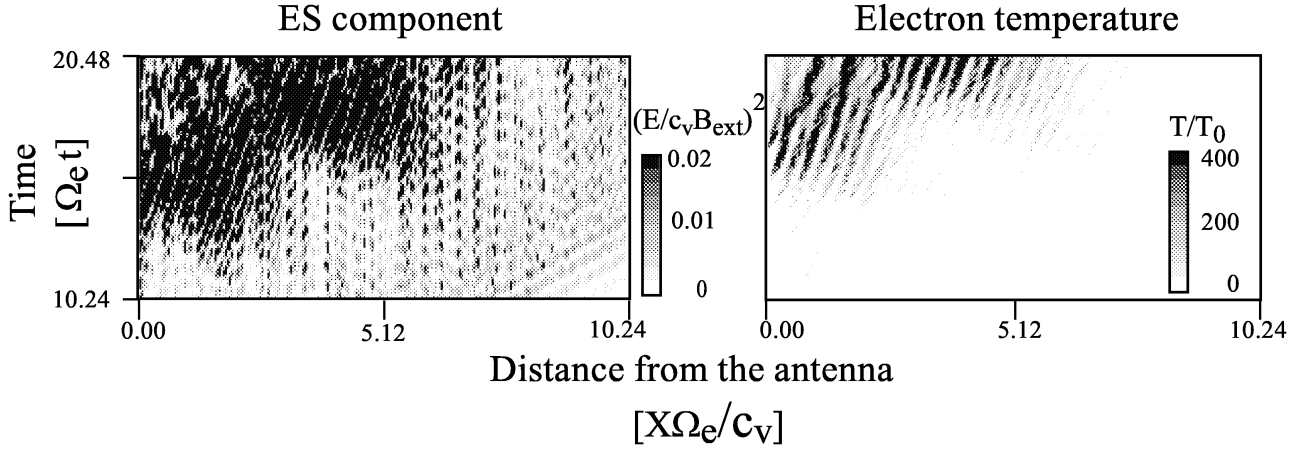 ES component
Electron temperature
20.48
10.24
Time
[Ωet]
0.00
5.12
10.24
(E/cvBext)2
0.02
0.01
0
T/T0
400
200
0
0.00
5.12
10.24
Distance from the antenna
[XΩe/cv]